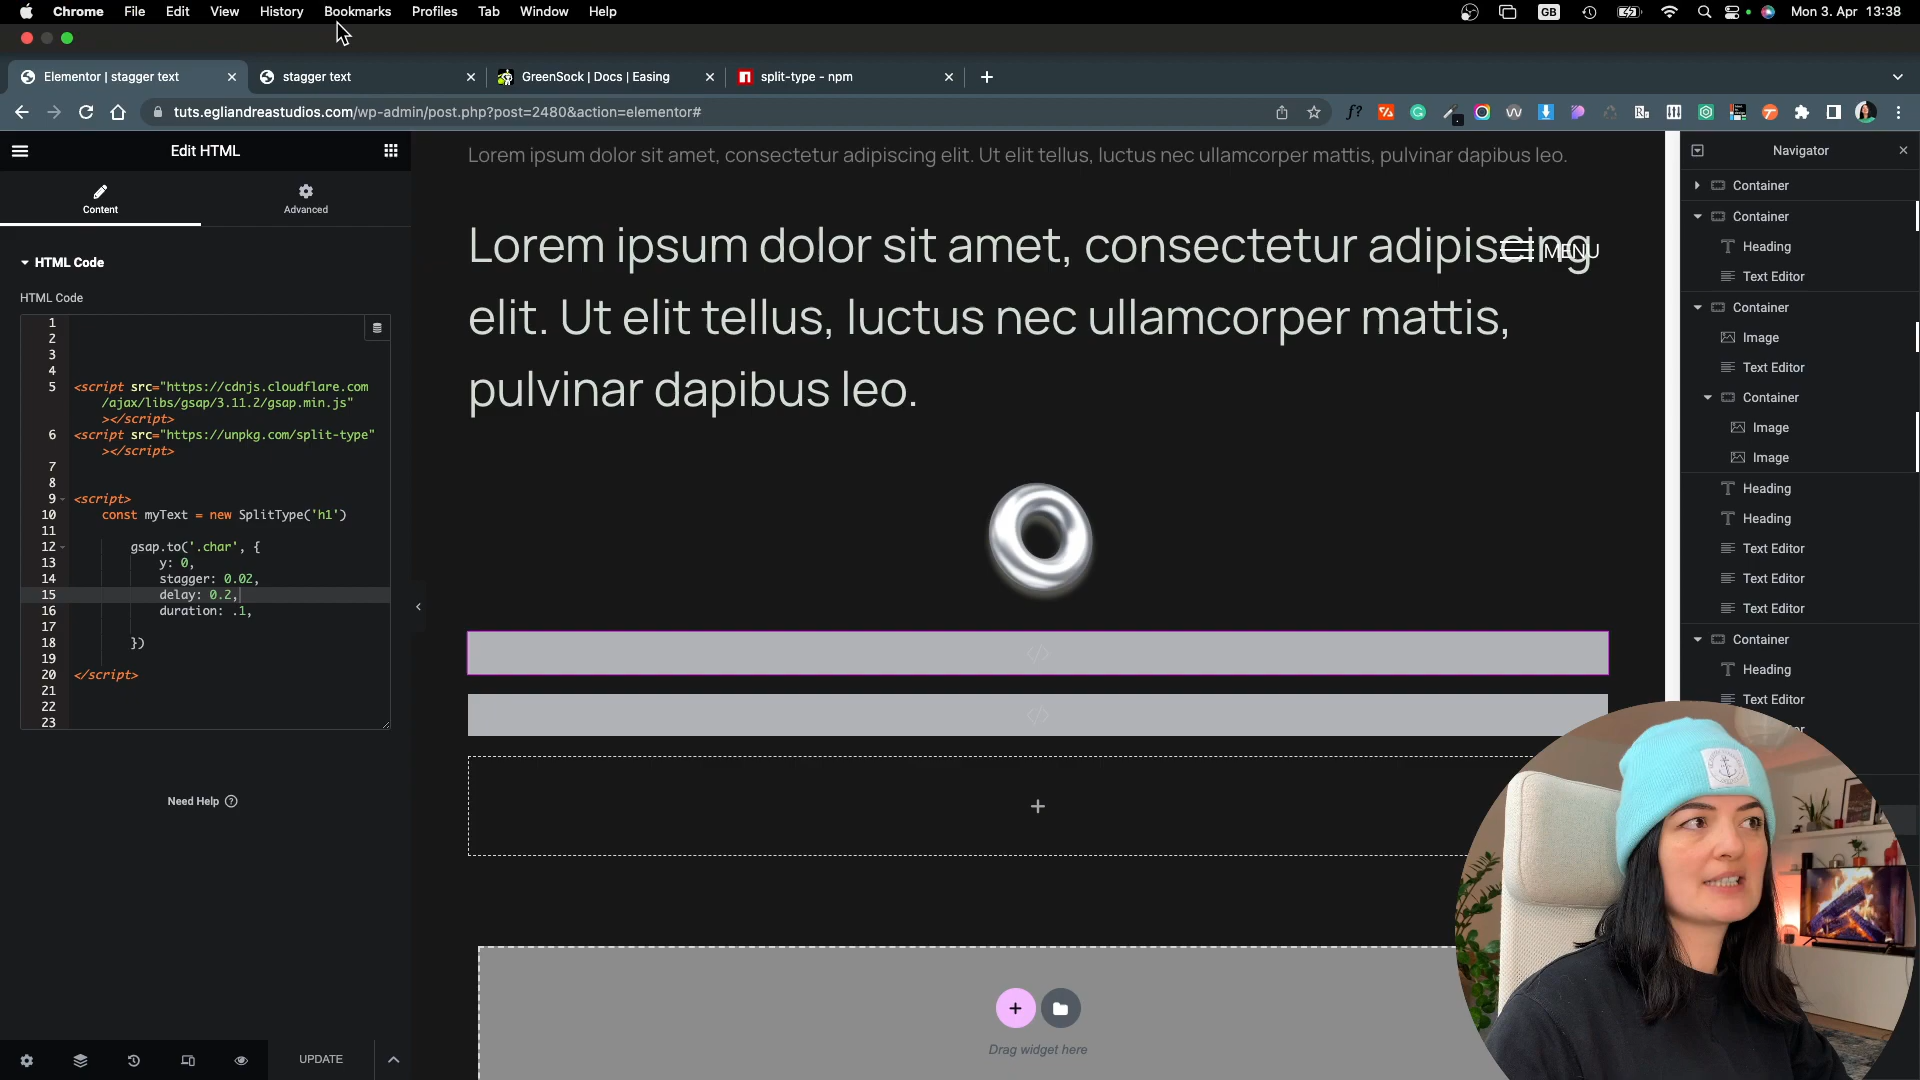 Chrome File Edit View History Bookmarks Profiles Tab Window Help GB Mon 3. Apr 13:38
Elementor | stagger text stagger text GreenSock | Docs | Easing split-type - npm
tuts.egliandreastudios.com/wp-admin/post.php?post=2480&action=elementor#
Edit HTML
Content Advanced
HTML Code
HTML Code
1
2
3
4
5 <script src="https://cdnjs.cloudflare.com
/ajax/libs/gsap/3.11.2/gsap.min.js"
></script>
6 <script src="https://unpkg.com/split-type"
></script>
7
8
9 <script>
10 const myText = new SplitType('h1')
11
12 gsap.to('.char', {
13 y: 0,
14 stagger: 0.02,
15 delay: 0.2,
16 duration: .1,
17
18 })
19
20 </script>
21
22
23
Need Help
UPDATE
Lorem ipsum dolor sit amet, consectetur adipiscing elit. Ut elit tellus, luctus nec ullamcorper mattis, pulvinar dapibus leo.
Lorem ipsum dolor sit amet, consectetur adipiscing
MENU
elit. Ut elit tellus, luctus nec ullamcorper mattis,
pulvinar dapibus leo.
</>
</>
Drag widget here
Navigator
Container
Container
Heading
Text Editor
Container
Image
Text Editor
Container
Image
Image
Heading
Heading
Text Editor
Text Editor
Text Editor
Container
Heading
Text Editor